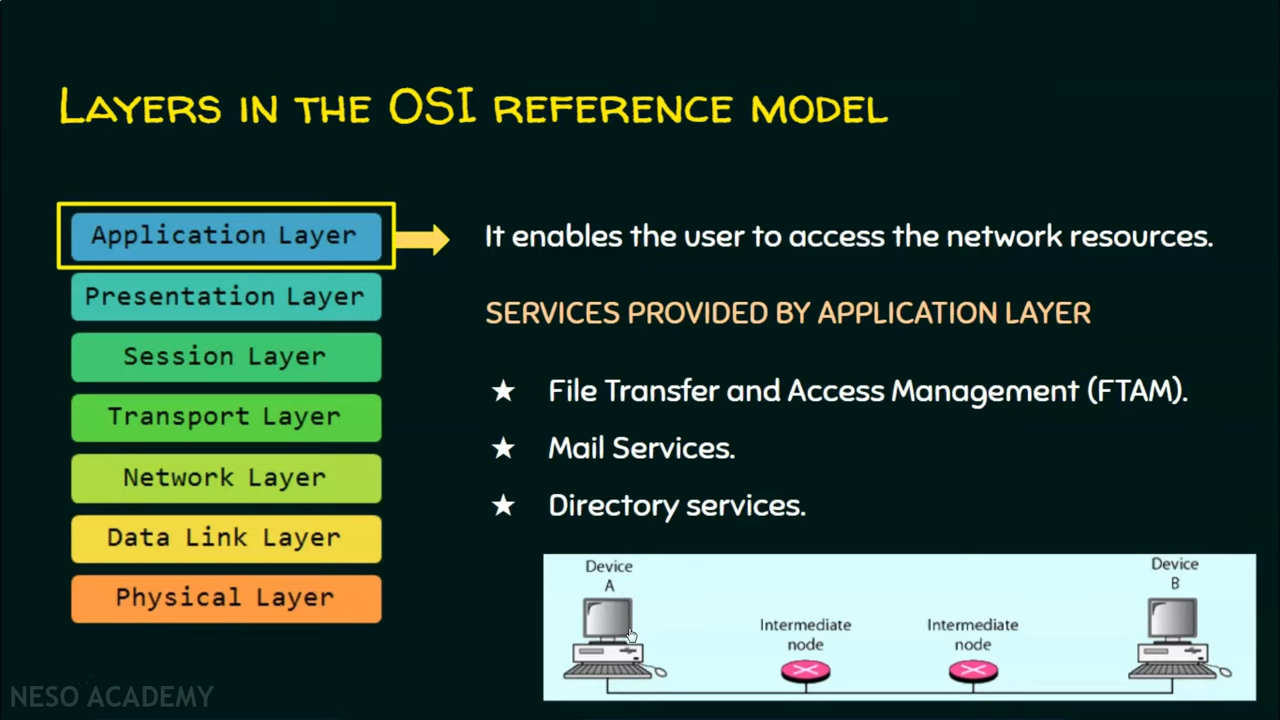 LAYERS IN THE OSI REFERENCE MODEL
Application Layer
Presentation Layer
Session Layer
Transport Layer
Network Layer
Data Link Layer
Physical Layer
It enables the user to access the network resources.
SERVICES PROVIDED BY APPLICATION LAYER
★ File Transfer and Access Management (FTAM).
★ Mail Services.
★ Directory services.
Device
A
Intermediate
node
Intermediate
node
Device
B
NESO ACADEMY